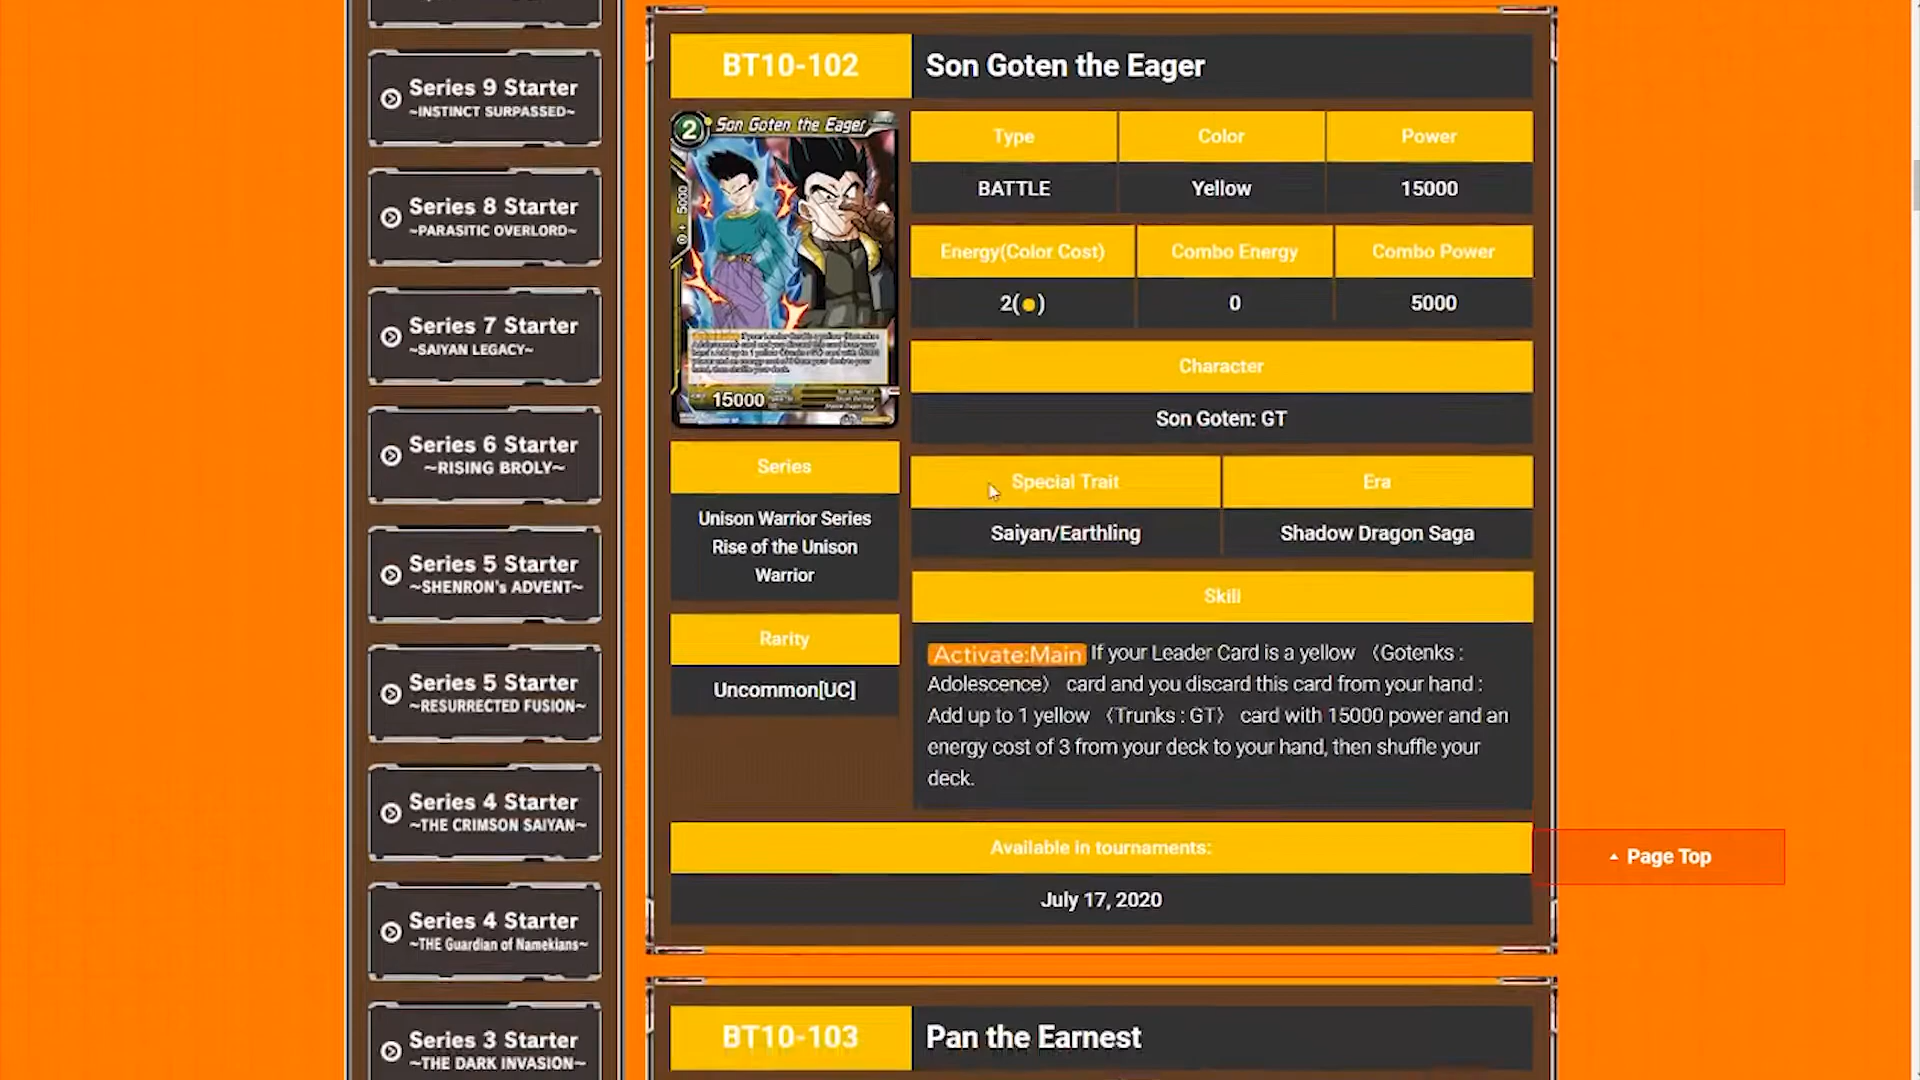 Series 9 Starter
~INSTINCT SURPASSED~
Series 8 Starter
~PARASITIC OVERLORD~
Series 7 Starter
~SAIYAN LEGACY~
Series 6 Starter
~RISING BROLY~
Series 5 Starter
~SHENRON's ADVENT~
Series 5 Starter
~RESURRECTED FUSION~
Series 4 Starter
~THE CRIMSON SAIYAN~
Series 4 Starter
~THE Guardian of Namekians~
Series 3 Starter
~THE DARK INVASION~
BT10-102
Son Goten the Eager
2
Son Goten the Eager
5000
15000
Type
Color
Power
BATTLE
Yellow
15000
Energy(Color Cost)
Combo Energy
Combo Power
2( )
0
5000
Character
Son Goten: GT
Series
Unison Warrior Series
Rise of the Unison
Warrior
Special Trait
Era
Saiyan/Earthling
Shadow Dragon Saga
Rarity
Uncommon[UC]
Skill
Activate:Main If your Leader Card is a yellow 〈Gotenks :
Adolescence〉 card and you discard this card from your hand :
Add up to 1 yellow 〈Trunks : GT〉 card with 15000 power and an
energy cost of 3 from your deck to your hand, then shuffle your
deck.
Available in tournaments:
July 17, 2020
Page Top
BT10-103
Pan the Earnest